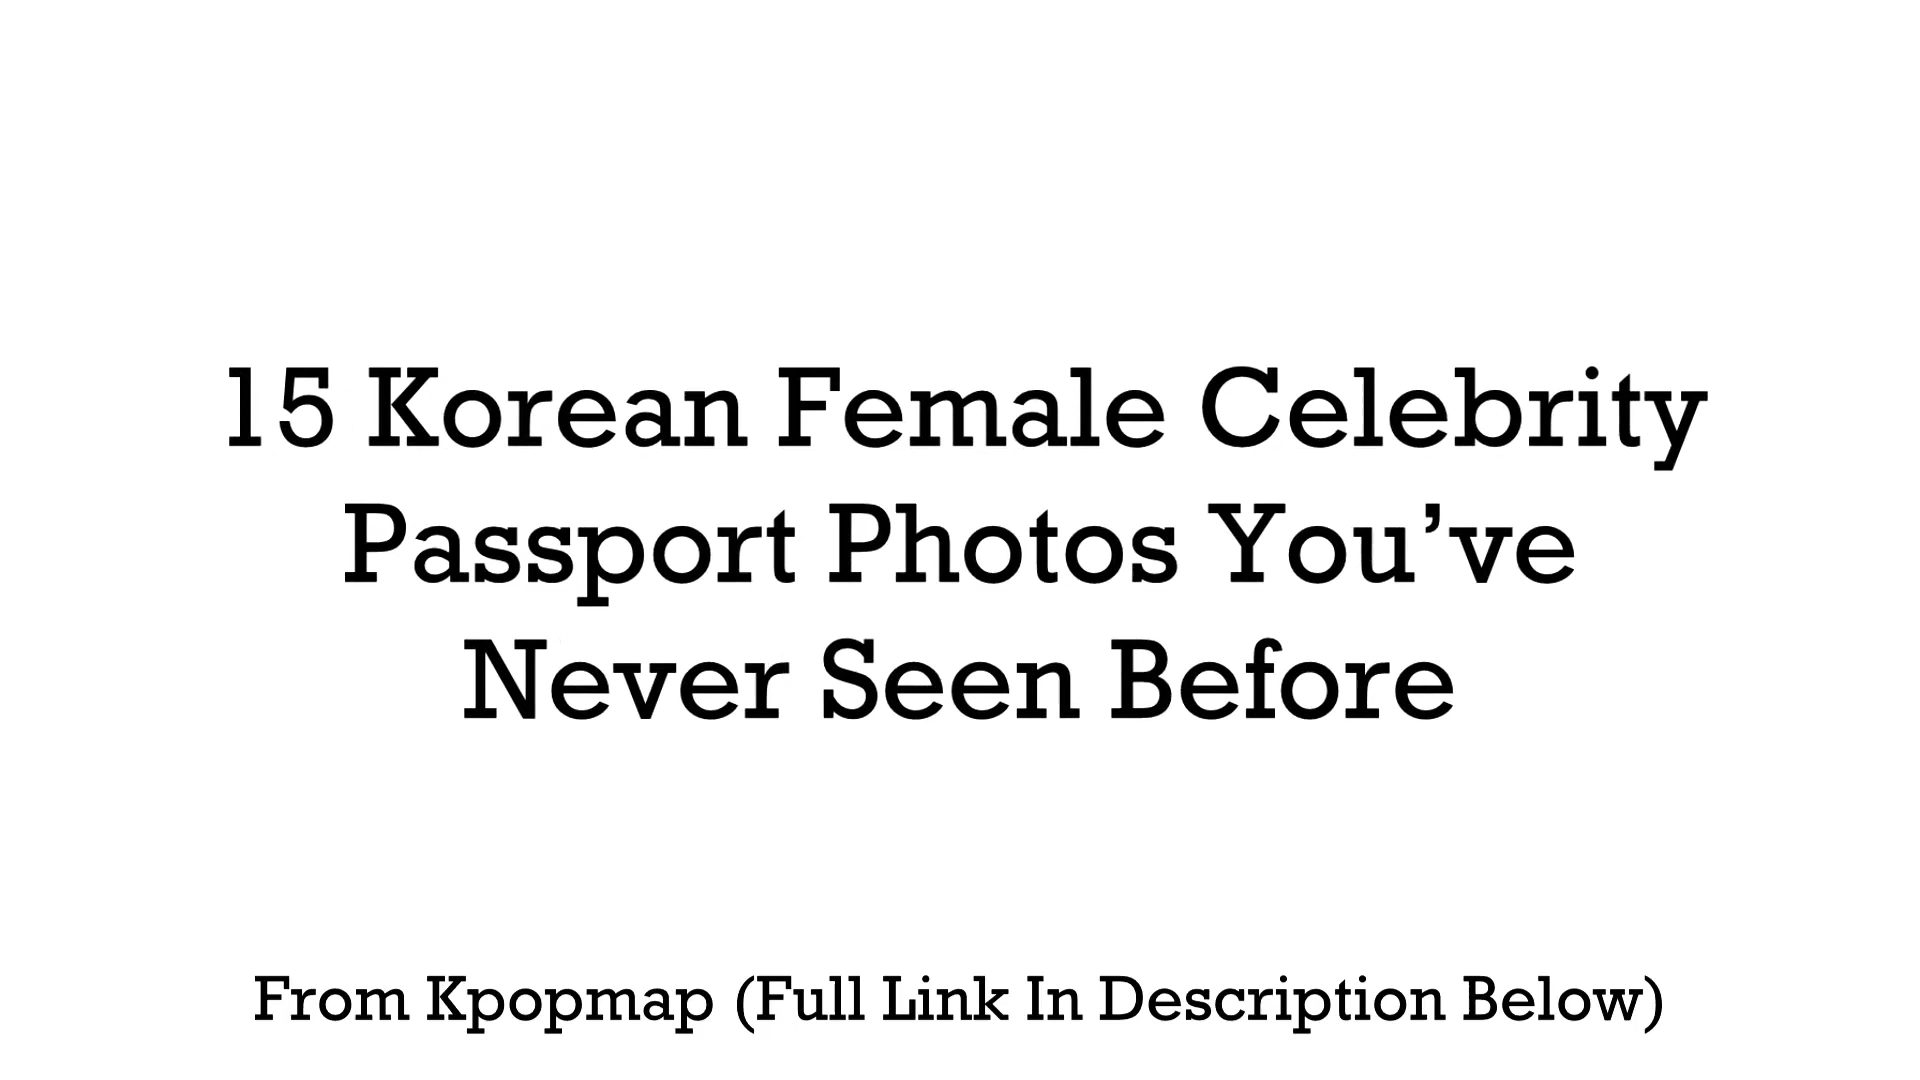 15 Korean Female Celebrity
Passport Photos You’ve
Never Seen Before
From Kpopmap (Full Link In Description Below)